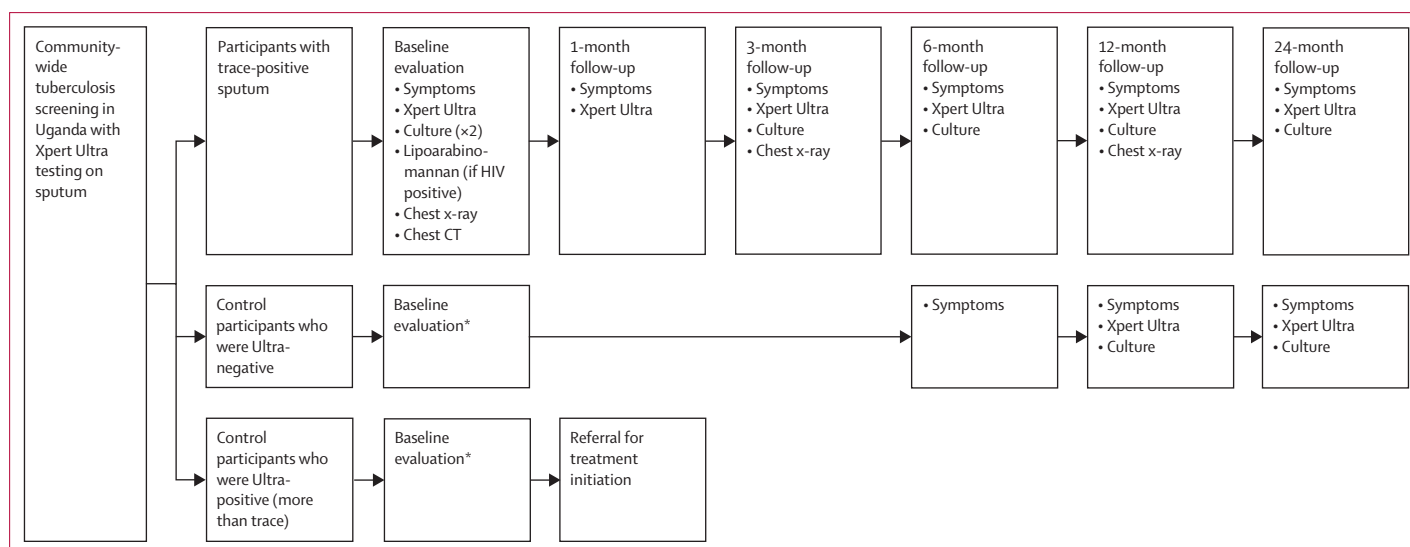 Community-
wide
tuberculosis
screening in
Uganda with
Xpert Ultra
testing on
sputum
Participants with
trace-positive
sputum
Baseline
evaluation
• Symptoms
• Xpert Ultra
• Culture (×2)
• Lipoarabino-
mannan (if HIV
positive)
• Chest x-ray
• Chest CT
1-month
follow-up
• Symptoms
• Xpert Ultra
3-month
follow-up
• Symptoms
• Xpert Ultra
• Culture
• Chest x-ray
6-month
follow-up
• Symptoms
• Xpert Ultra
• Culture
12-month
follow-up
• Symptoms
• Xpert Ultra
• Culture
• Chest x-ray
24-month
follow-up
• Symptoms
• Xpert Ultra
• Culture
Control
participants who
were Ultra-
negative
Baseline
evaluation*
• Symptoms
• Symptoms
• Xpert Ultra
• Culture
• Symptoms
• Xpert Ultra
• Culture
Control
participants who
were Ultra-
positive (more
than trace)
Baseline
evaluation*
Referral for
treatment
initiation